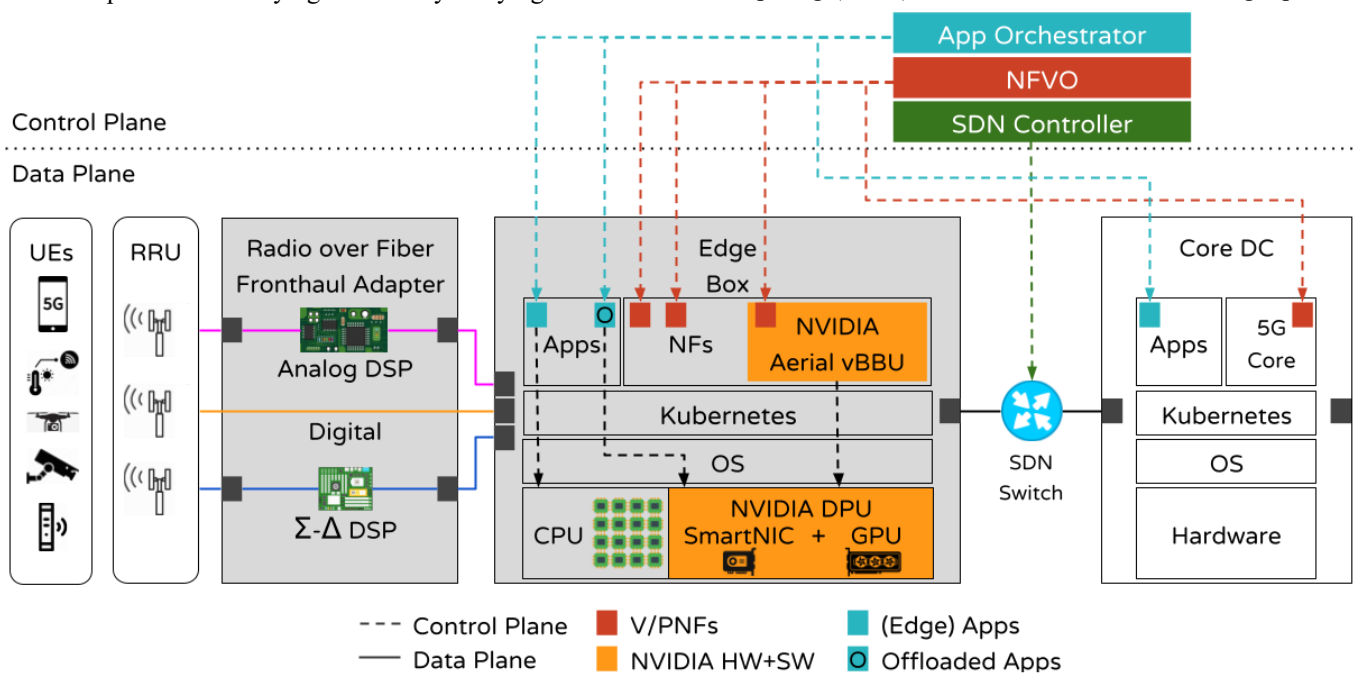 App Orchestrator
NFVO
SDN Controller
Control Plane
Data Plane
UEs
5G
RRU
Radio over Fiber
Fronthaul Adapter
Analog DSP
Digital
Σ-Δ DSP
Edge
Box
O
Apps
NFs
NVIDIA
Aerial vBBU
Kubernetes
OS
CPU
NVIDIA DPU
SmartNIC + GPU
SDN
Switch
Core DC
Apps
5G
Core
Kubernetes
OS
Hardware
Control Plane
V/PNFs
(Edge) Apps
Data Plane
NVIDIA HW+SW
O
Offloaded Apps